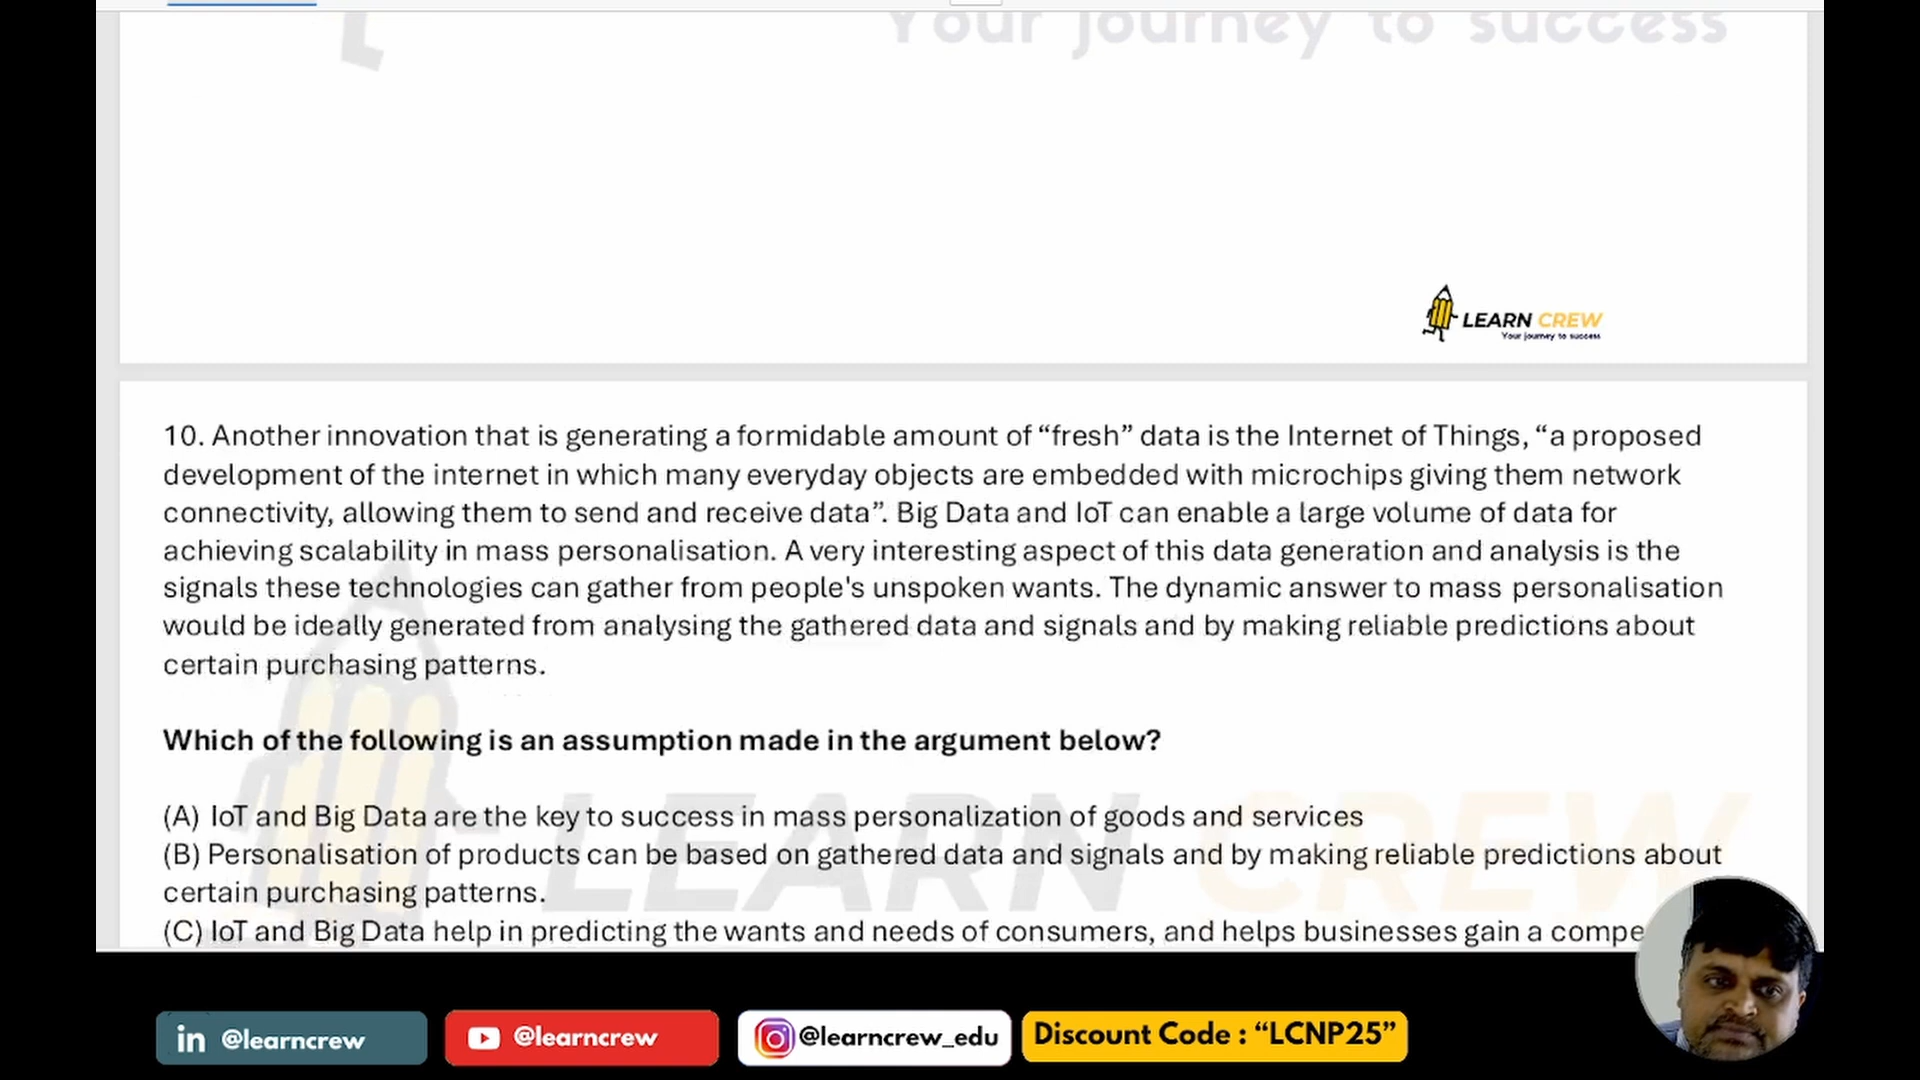 Your journey to success
LEARN CREW
Your journey to success
10. Another innovation that is generating a formidable amount of “fresh” data is the Internet of Things, “a proposed
development of the internet in which many everyday objects are embedded with microchips giving them network
connectivity, allowing them to send and receive data”. Big Data and IoT can enable a large volume of data for
achieving scalability in mass personalisation. A very interesting aspect of this data generation and analysis is the
signals these technologies can gather from people's unspoken wants. The dynamic answer to mass personalisation
would be ideally generated from analysing the gathered data and signals and by making reliable predictions about
certain purchasing patterns.
Which of the following is an assumption made in the argument below?
(A) IoT and Big Data are the key to success in mass personalization of goods and services
(B) Personalisation of products can be based on gathered data and signals and by making reliable predictions about
certain purchasing patterns.
LEARN CREW
(C) IoT and Big Data help in predicting the wants and needs of consumers, and helps businesses gain a compe
in @learncrew
@learncrew
@learncrew_edu
Discount Code : “LCNP25”